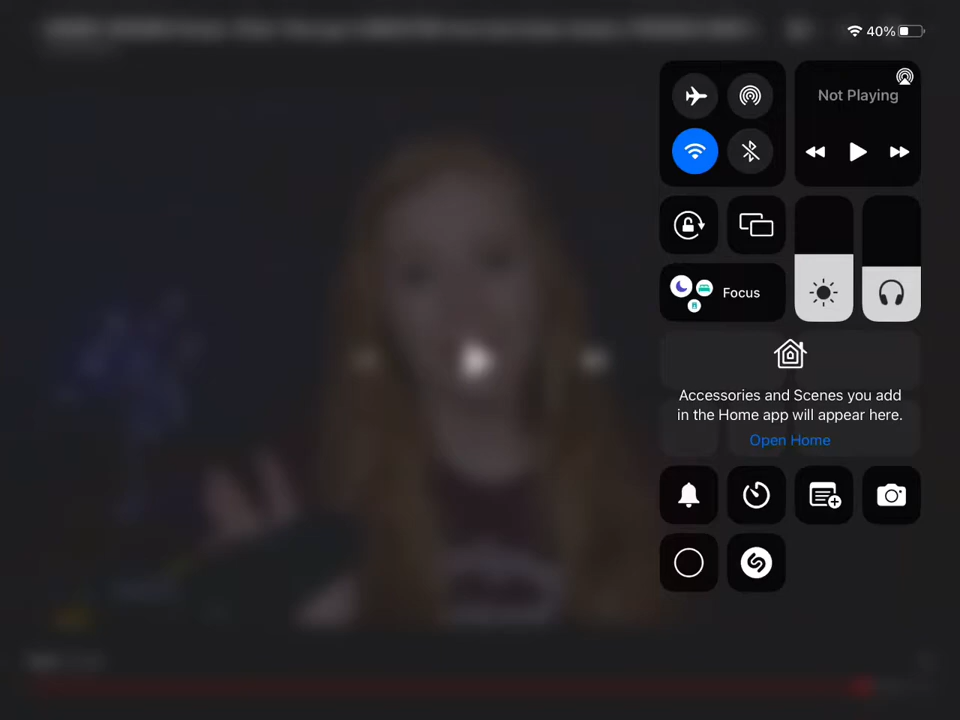 40%
Not Playing
Focus
Accessories and Scenes you add
in the Home app will appear here.
Open Home